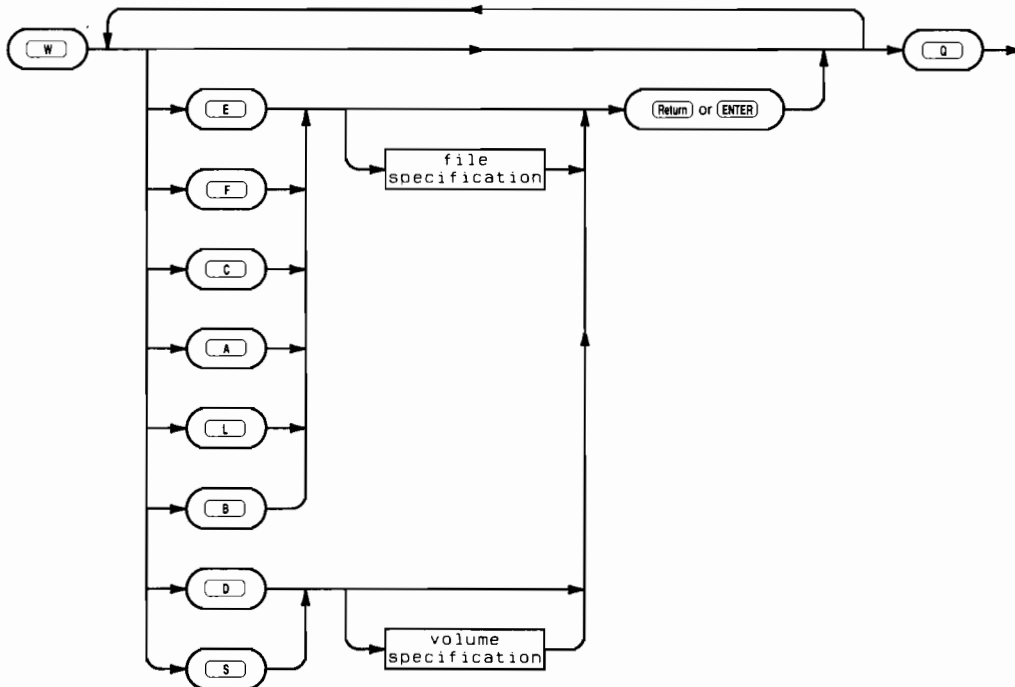 W
Q
E
Return or ENTER
file
specification
F
C
A
L
B
D
volume
specification
S